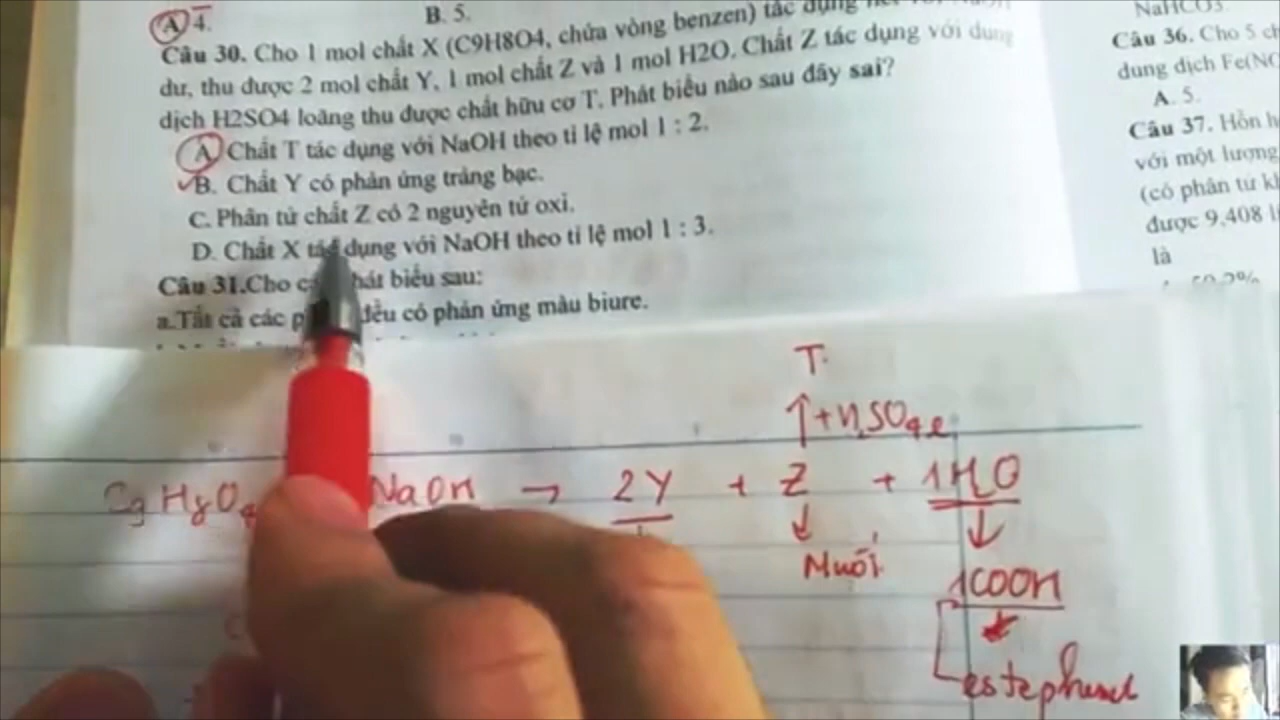 A 4.
B. 5.
Câu 30. Cho 1 mol chất X (C9H8O4, chứa vòng benzen) tác dụng
dư, thu được 2 mol chất Y, 1 mol chất Z và 1 mol H2O. Chất Z tác dụng với dung
dịch H2SO4 loãng thu được chất hữu cơ T. Phát biểu nào sau đây sai?
A. Chất T tác dụng với NaOH theo tỉ lệ mol 1 : 2.
B. Chất Y có phản ứng tráng bạc.
C. Phân tử chất Z có 2 nguyên tử oxi.
D. Chất X tác dụng với NaOH theo tỉ lệ mol 1 : 3.
Câu 31.Cho các phát biểu sau:
a.Tất cả các đều có phản ứng màu biure.
NaHCO3
Câu 36. Cho 5
dung dịch Fe(NO
A. 5.
Câu 37. Hỗn
với một lượng
(có phân tử
được 9,408
là
T
+ H2SO4 l
C9H8O4 NaOH → 2Y + Z + 1H2O
Muối
1COOH
este phenol